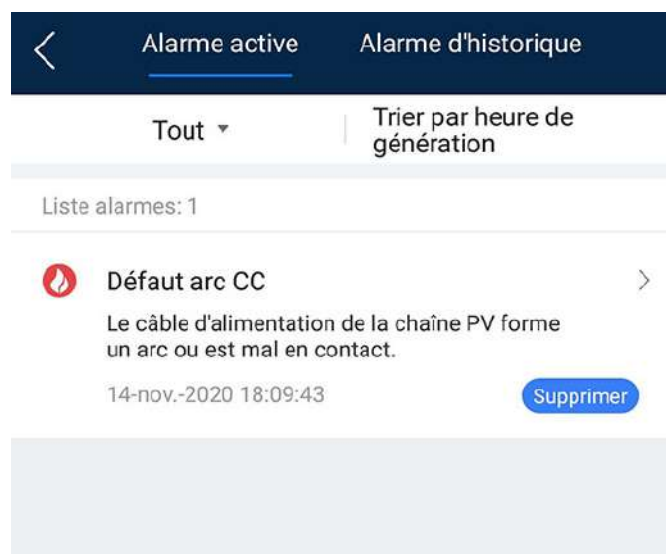 Alarme active Alarme d'historique
Tout Trier par heure de
génération
Liste alarmes: 1
Défaut arc CC
Le câble d'alimentation de la chaîne PV forme
un arc ou est mal en contact.
14-nov.-2020 18:09:43 Supprimer